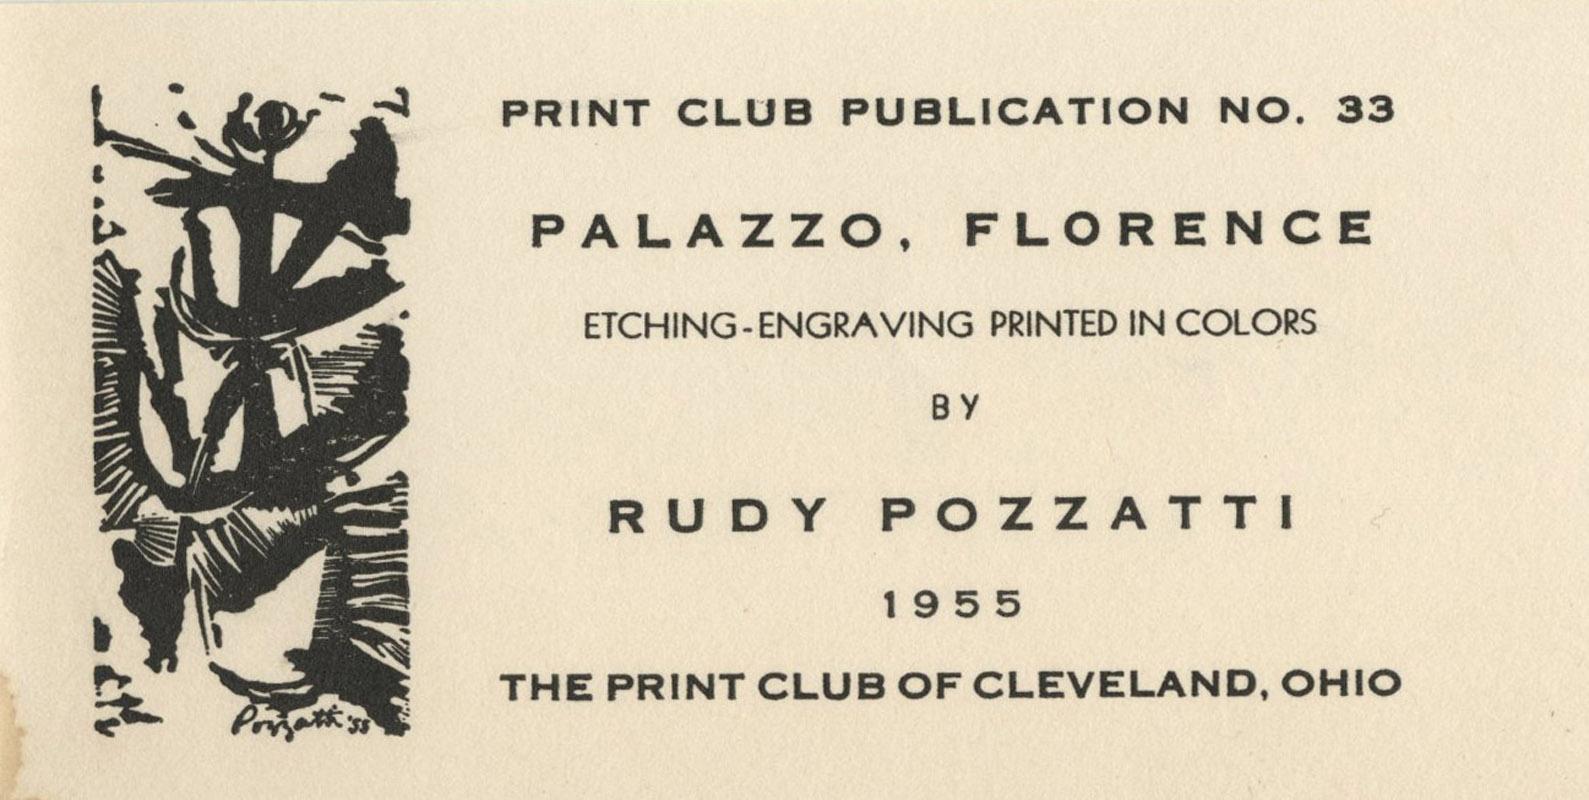 PRINT CLUB PUBLICATION NO. 33
PALAZZO, FLORENCE
ETCHING-ENGRAVING PRINTED IN COLORS
BY
RUDY POZZATTI
1955
THE PRINT CLUB OF CLEVELAND, OHIO
Pozzatti '55